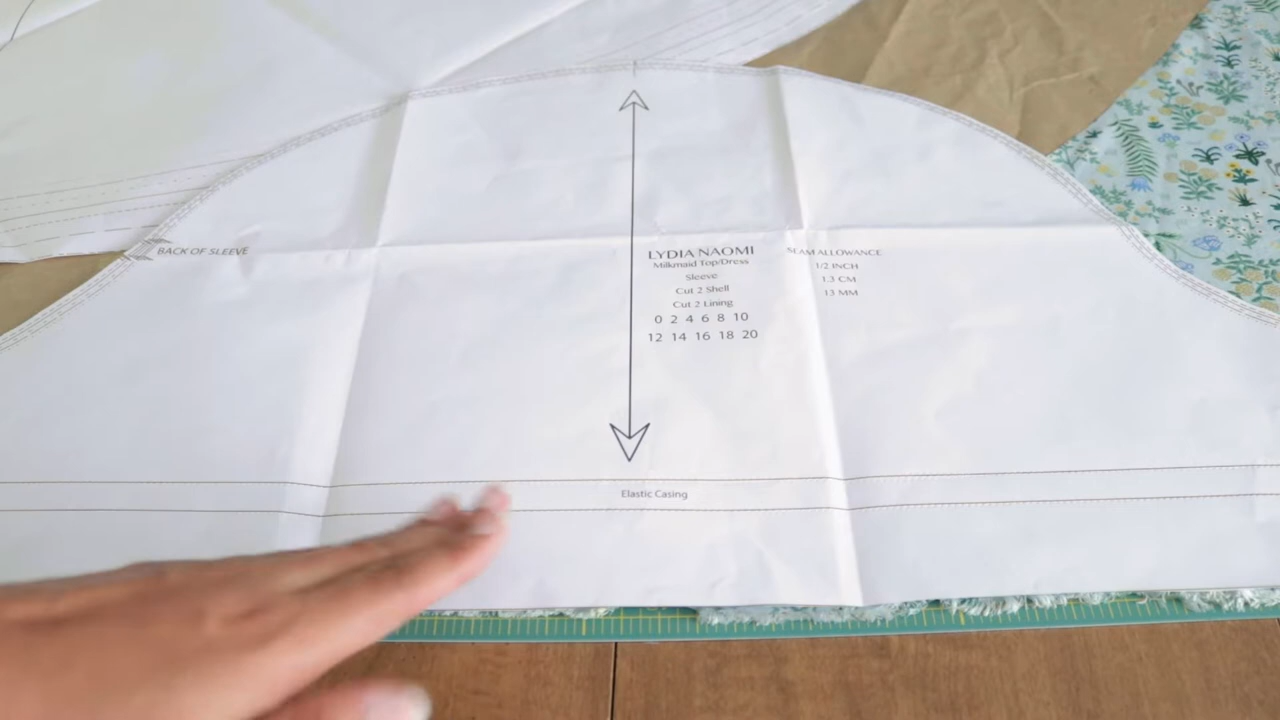 BACK OF SLEEVE
LYDIA NAOMI
Milkmaid Top/Dress
Sleeve
Cut 2 Shell
Cut 2 Lining
0 2 4 6 8 10
12 14 16 18 20
SEAM ALLOWANCE
1/2 INCH
1.3 CM
13 MM
Elastic Casing